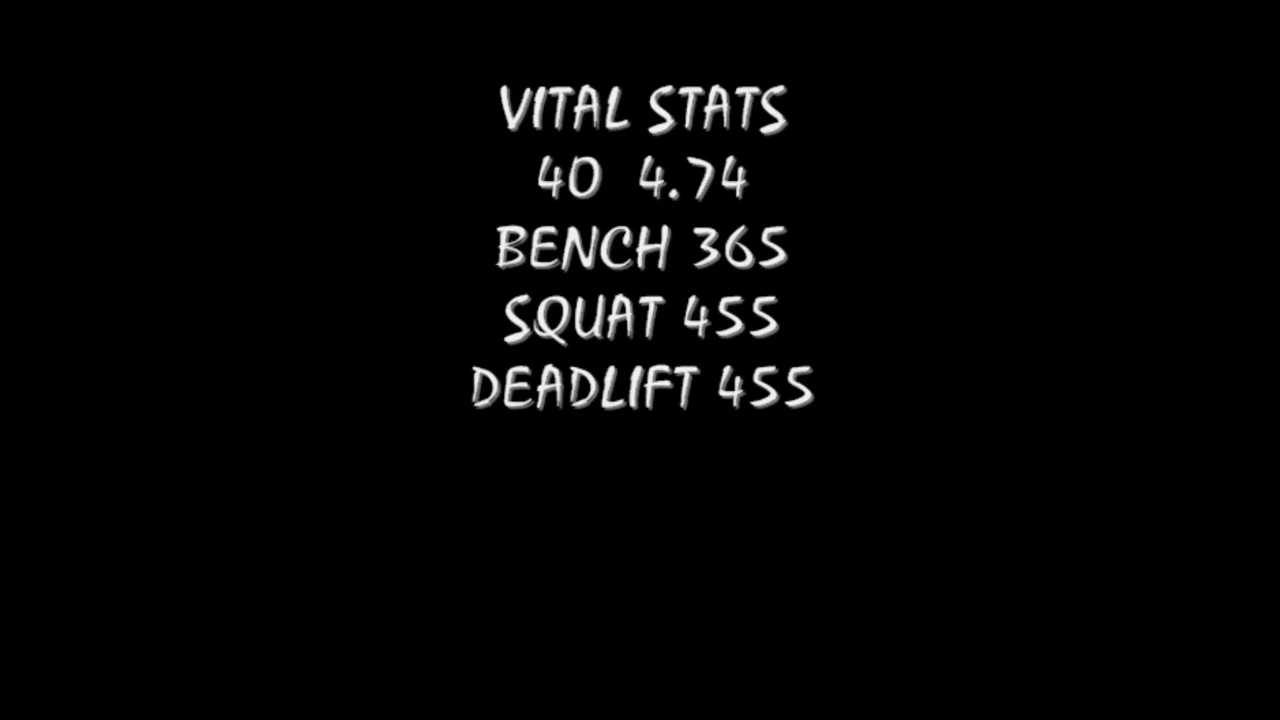 VITAL STATS
40  4.74
BENCH 365
SQUAT 455
DEADLIFT 455